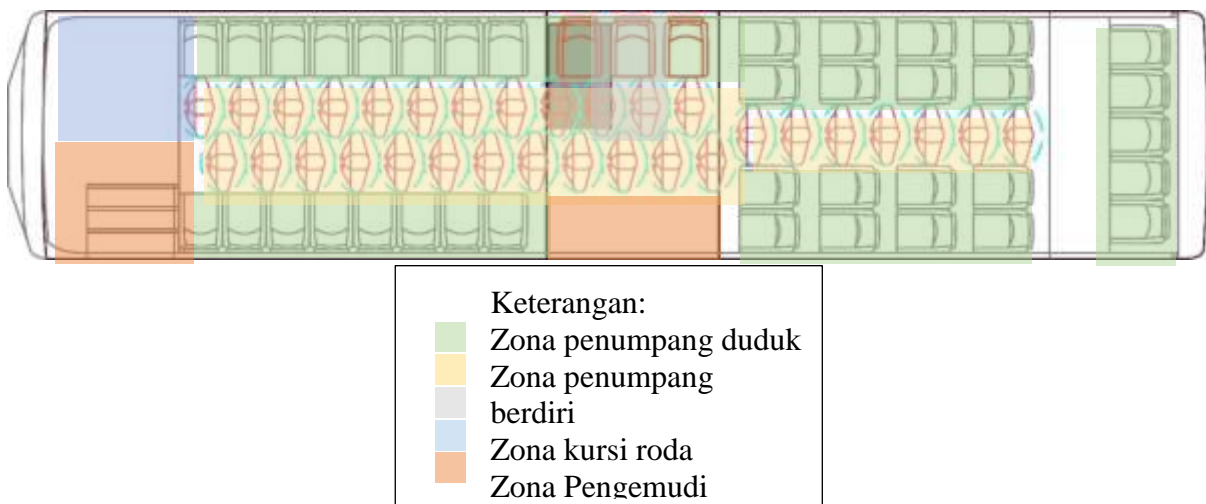 Keterangan:
Zona penumpang duduk
Zona penumpang
berdiri
Zona kursi roda
Zona Pengemudi